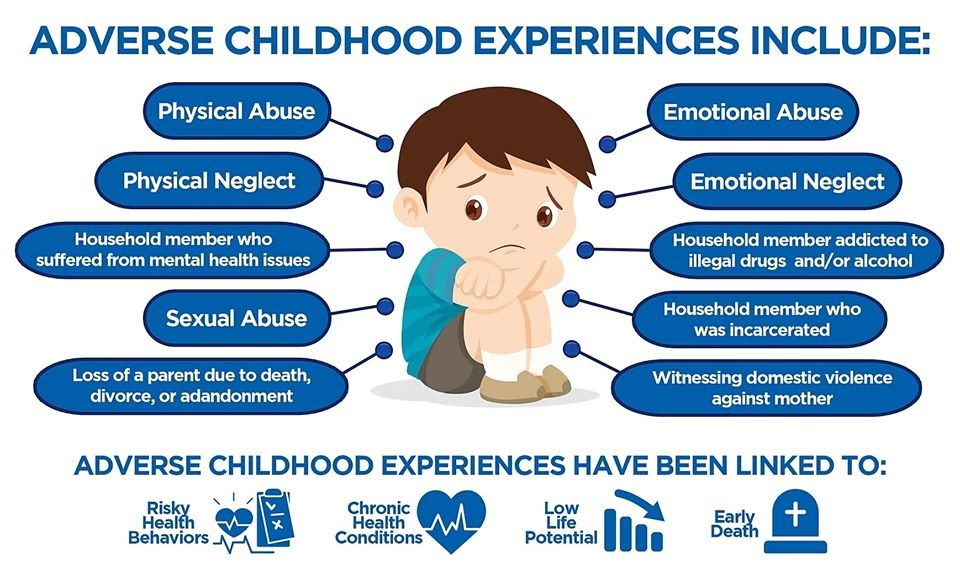 ADVERSE CHILDHOOD EXPERIENCES INCLUDE:
Physical Abuse
Physical Neglect
Household member who
suffered from mental health issues
Sexual Abuse
Loss of a parent due to death,
divorce, or adandonment
Emotional Abuse
Emotional Neglect
Household member addicted to
illegal drugs and/or alcohol
Household member who
was incarcerated
Witnessing domestic violence
against mother
ADVERSE CHILDHOOD EXPERIENCES HAVE BEEN LINKED TO:
Risky
Health
Behaviors
Chronic
Health
Conditions
Low
Life
Potential
Early
Death